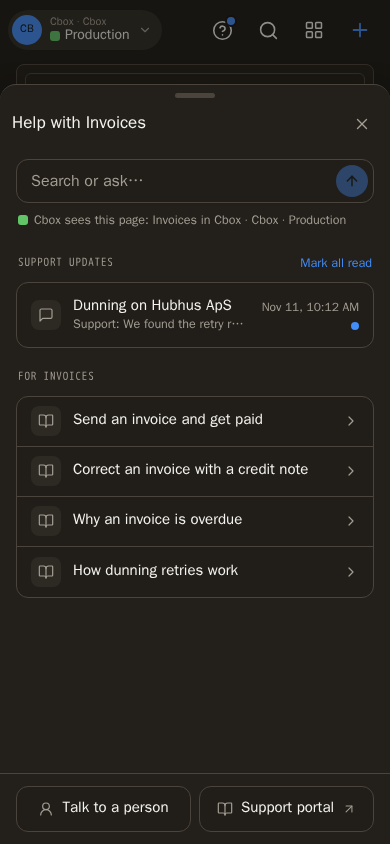 CB
Cbox · Cbox
Production
Help with Invoices
Search or ask···
Cbox sees this page: Invoices in Cbox · Cbox · Production
SUPPORT UPDATES
Mark all read
Dunning on Hubhus ApS
Nov 11, 10:12 AM
Support: We found the retry r···
FOR INVOICES
Send an invoice and get paid
Correct an invoice with a credit note
Why an invoice is overdue
How dunning retries work
Talk to a person
Support portal